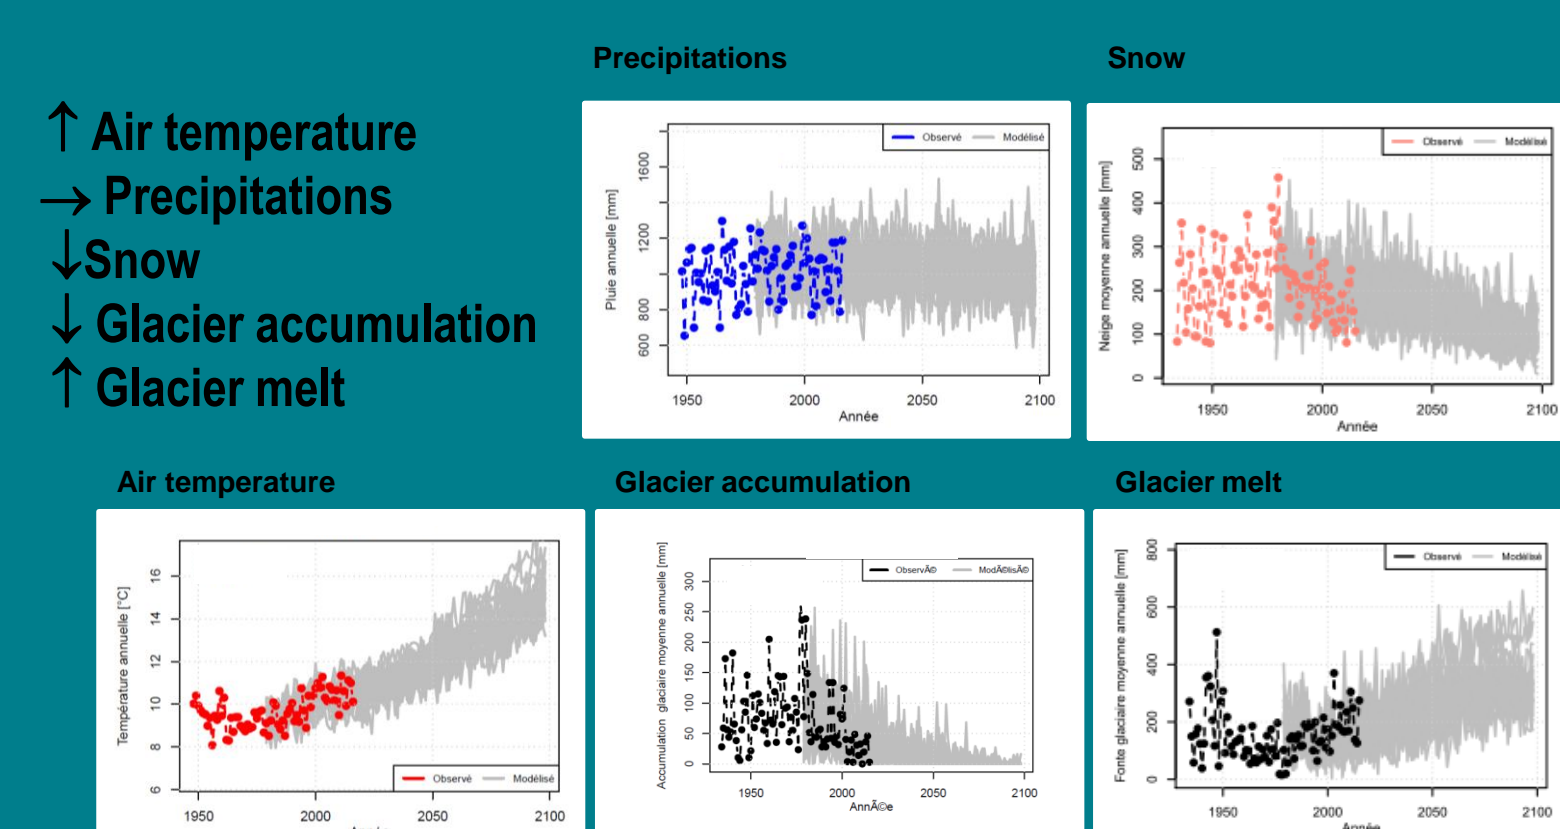 ↑ Air temperature
→ Precipitations
↓Snow
↓ Glacier accumulation
↑ Glacier melt
Precipitations
Observé Modélisé
Pluie annuelle [mm]
600 800 1200 1600
1950 2000 2050 2100
Année
Snow
Observé Modélisé
Neige moyenne annuelle [mm]
0 100 200 300 400 500
1950 2000 2050 2100
Année
Air temperature
Température annuelle [°C]
6 8 10 12 14 16
Observé Modélisé
1950 2000 2050 2100
Année
Glacier accumulation
ObservÃ© ModÃ©lisÃ©
Accumulation glaciaire moyenne annuelle [mm]
0 50 100 150 200 250 300
1950 2000 2050 2100
AnnÃ©e
Glacier melt
Observé Modélisé
Fonte glaciaire moyenne annuelle [mm]
0 200 400 600 800
1950 2000 2050 2100
Année